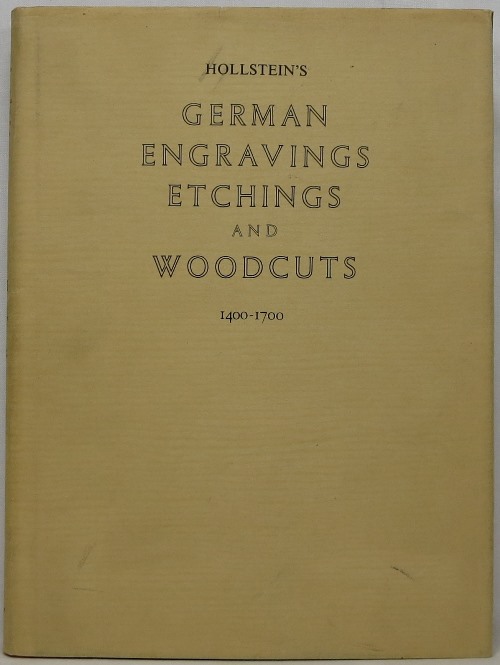 HOLLSTEIN'S
GERMAN
ENGRAVINGS
ETCHINGS
AND
WOODCUTS
1400-1700